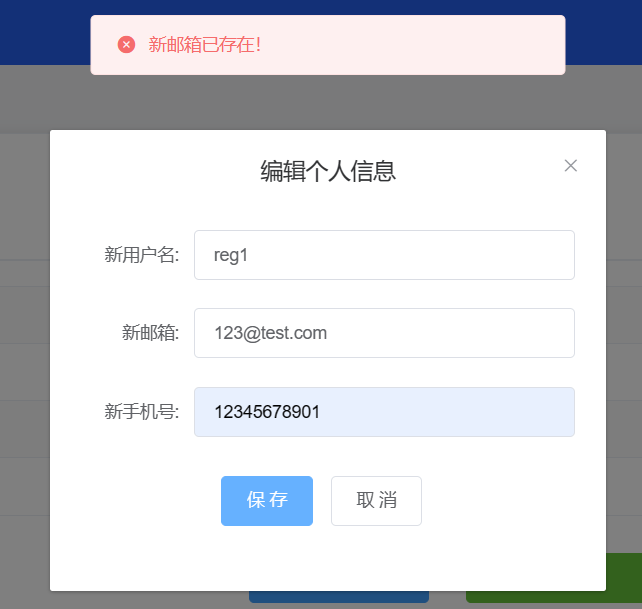 新邮箱已存在!
编辑个人信息
新用户名: reg1
新邮箱: 123@test.com
新手机号: 12345678901
保 存 取 消